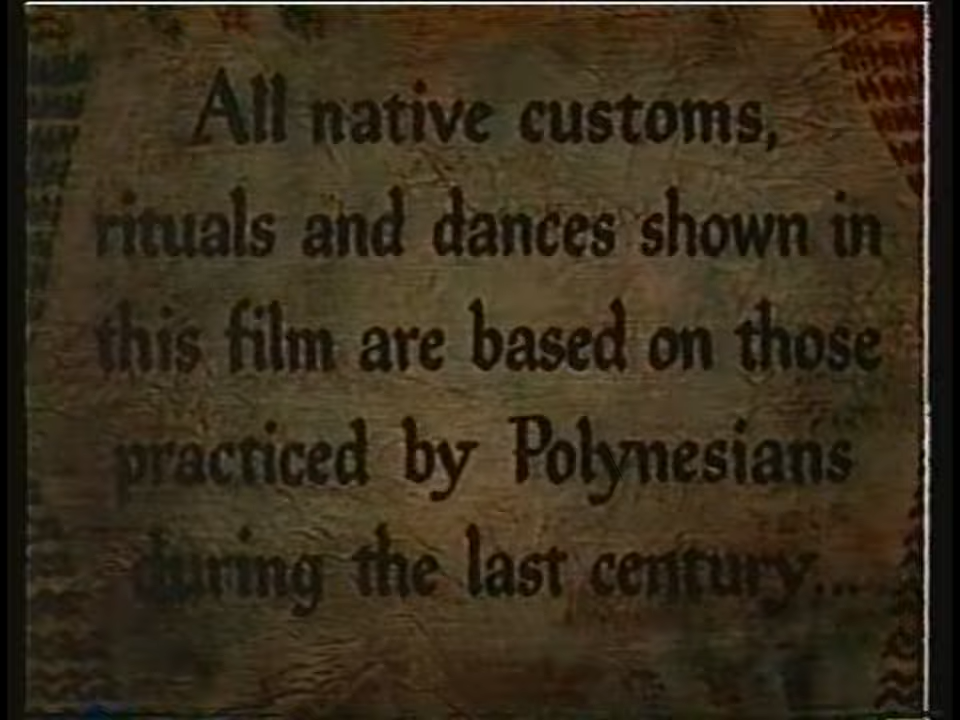 All native customs,
rituals and dances shown in
this film are based on those
practiced by Polynesians
during the last century...